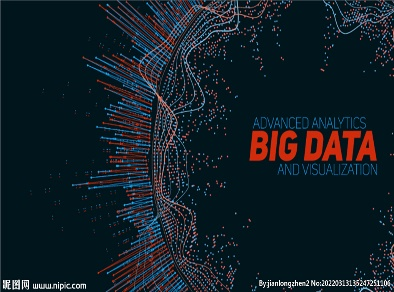 ADVANCED ANALYTICS
BIG DATA
AND VISUALIZATION
昵图网 www.nipic.com
By:jianlongzhen2 No:20220313135247251106